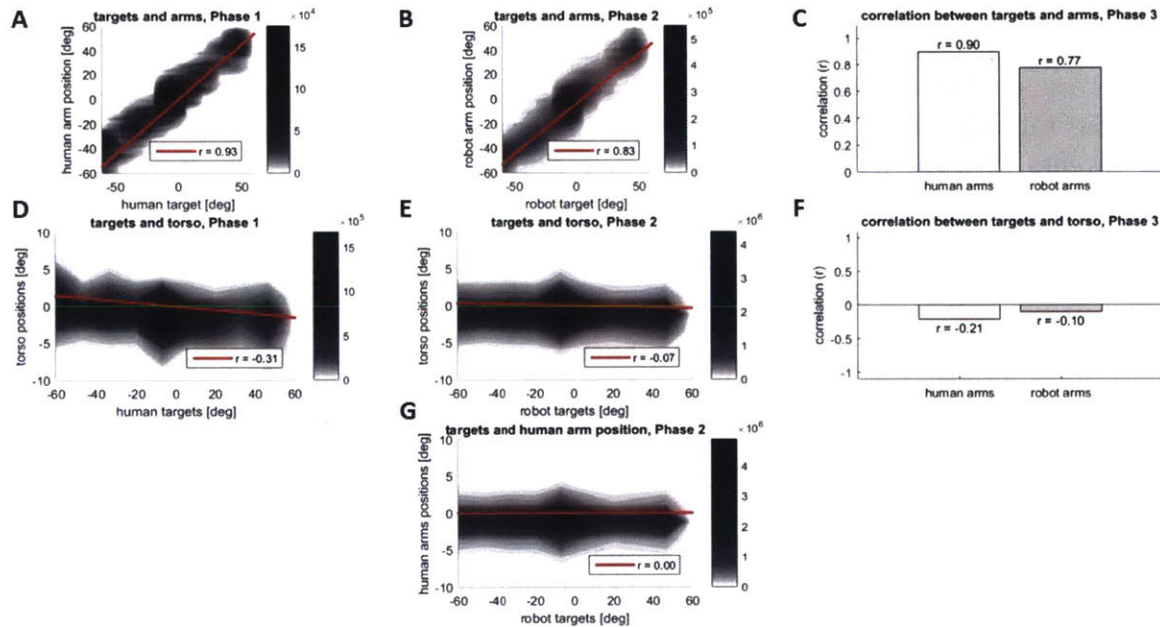 A
targets and arms, Phase 1
human arm position [deg]
60
40
20
0
-20
-40
-60
-50
0
50
human target [deg]
r = 0.93
× 10⁴
15
10
5
0
B
targets and arms, Phase 2
robot arm position [deg]
60
40
20
0
-20
-40
-60
-50
0
50
robot target [deg]
r = 0.83
× 10⁵
5
4
3
2
1
0
C
correlation between targets and arms, Phase 3
correlation (r)
1
0.8
0.6
0.4
0.2
0
r = 0.90
r = 0.77
human arms
robot arms
D
targets and torso, Phase 1
torso positions [deg]
10
5
0
-5
-10
-60
-40
-20
0
20
40
60
human targets [deg]
r = -0.31
× 10⁵
15
10
5
0
E
targets and torso, Phase 2
torso positions [deg]
10
5
0
-5
-10
-60
-40
-20
0
20
40
60
robot targets [deg]
r = -0.07
× 10⁶
4
3
2
1
0
F
correlation between targets and torso, Phase 3
correlation (r)
1
0.5
0
-0.5
-1
r = -0.21
r = -0.10
human arms
robot arms
G
targets and human arm position, Phase 2
human arms positions [deg]
10
5
0
-5
-10
-60
-40
-20
0
20
40
60
robot targets [deg]
r = 0.00
× 10⁶
4
3
2
1
0